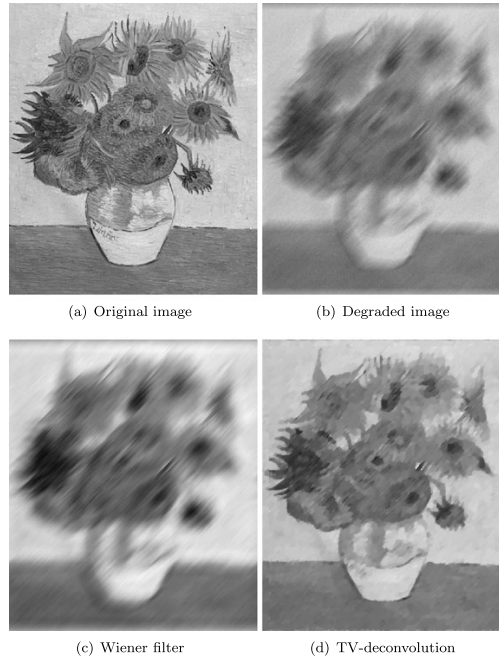 (a) Original image
(b) Degraded image
(c) Wiener filter
(d) TV-deconvolution